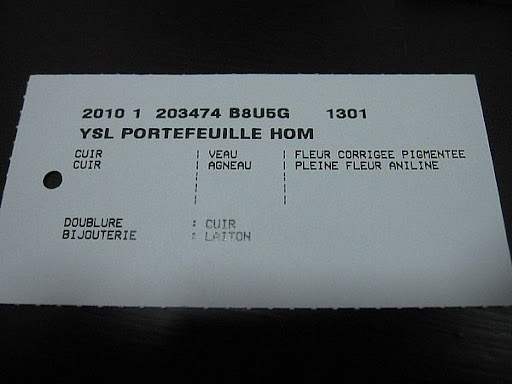 2010 1 203474 B8U5G 1301
YSL PORTEFEUILLE HOM
CUIR | VEAU | FLEUR CORRIGEE PIGMENTEE
CUIR | AGNEAU | PLEINE FLEUR ANILINE
DOUBLURE : CUIR
BIJOUTERIE : LAITON